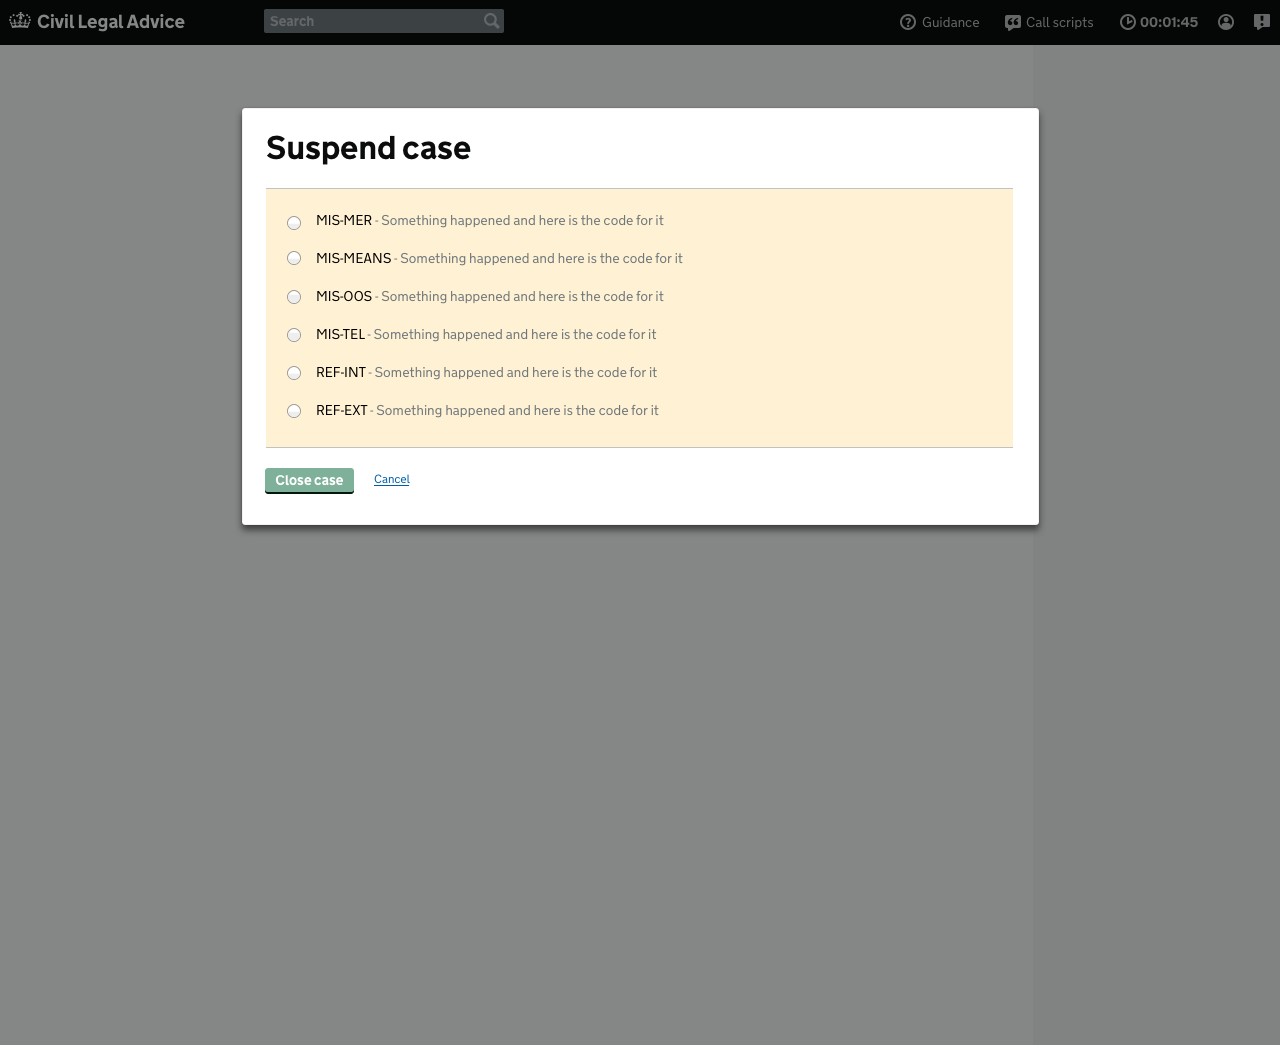 Civil Legal Advice
Search
Guidance
Call scripts
00:01:45
Suspend case
MIS-MER - Something happened and here is the code for it
MIS-MEANS - Something happened and here is the code for it
MIS-OOS - Something happened and here is the code for it
MIS-TEL - Something happened and here is the code for it
REF-INT - Something happened and here is the code for it
REF-EXT - Something happened and here is the code for it
Close case
Cancel